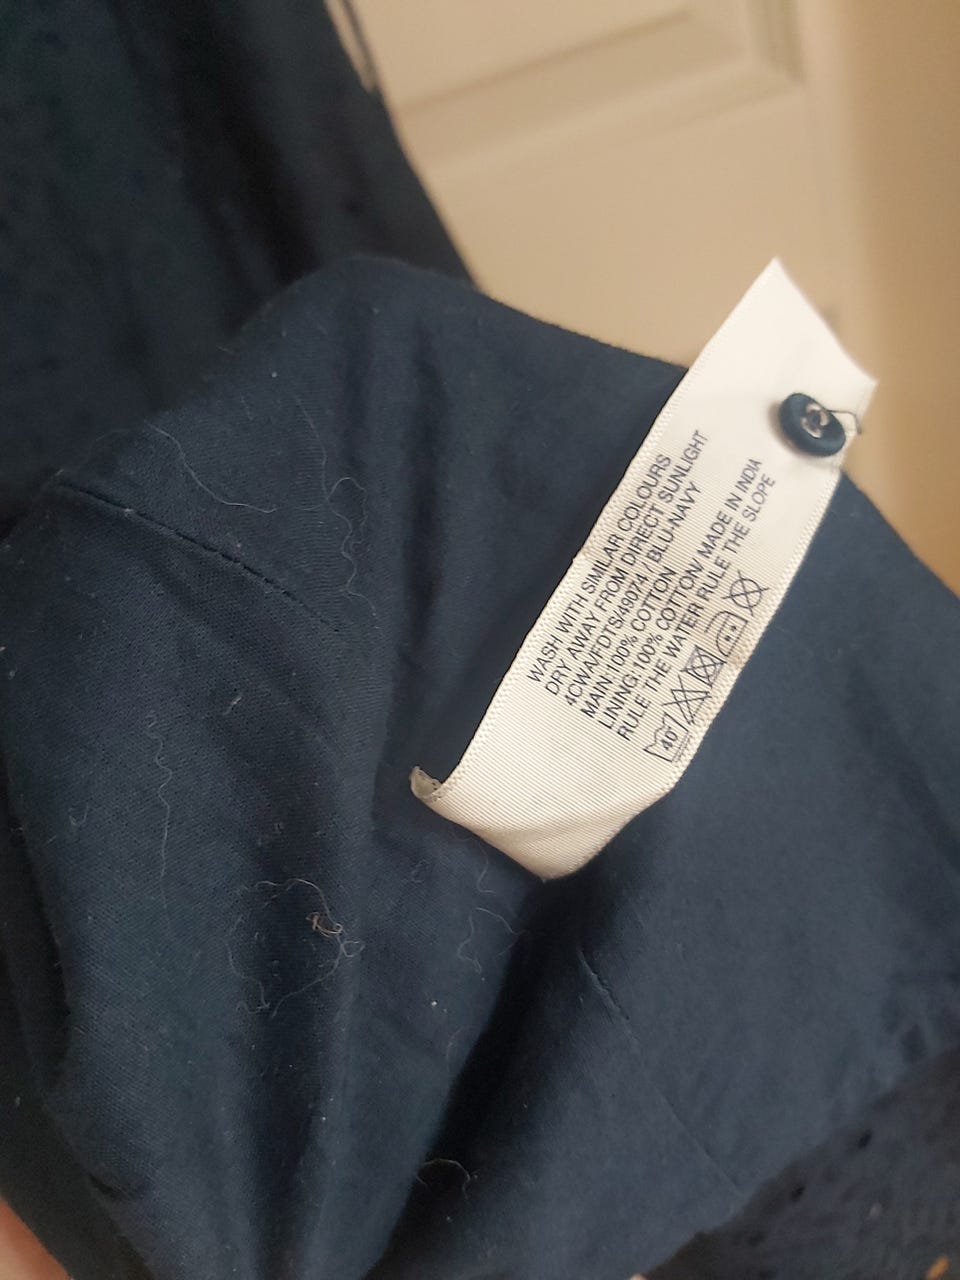 WASH WITH SIMILAR COLOURS
DRY AWAY FROM DIRECT SUNLIGHT
4CWA/FDTS/49074 / BLU-NAVY
MAIN 100% COTTON
LINING 100% COTTON/ MADE IN INDIA
RULE THE WATER RULE THE SLOPE
40°